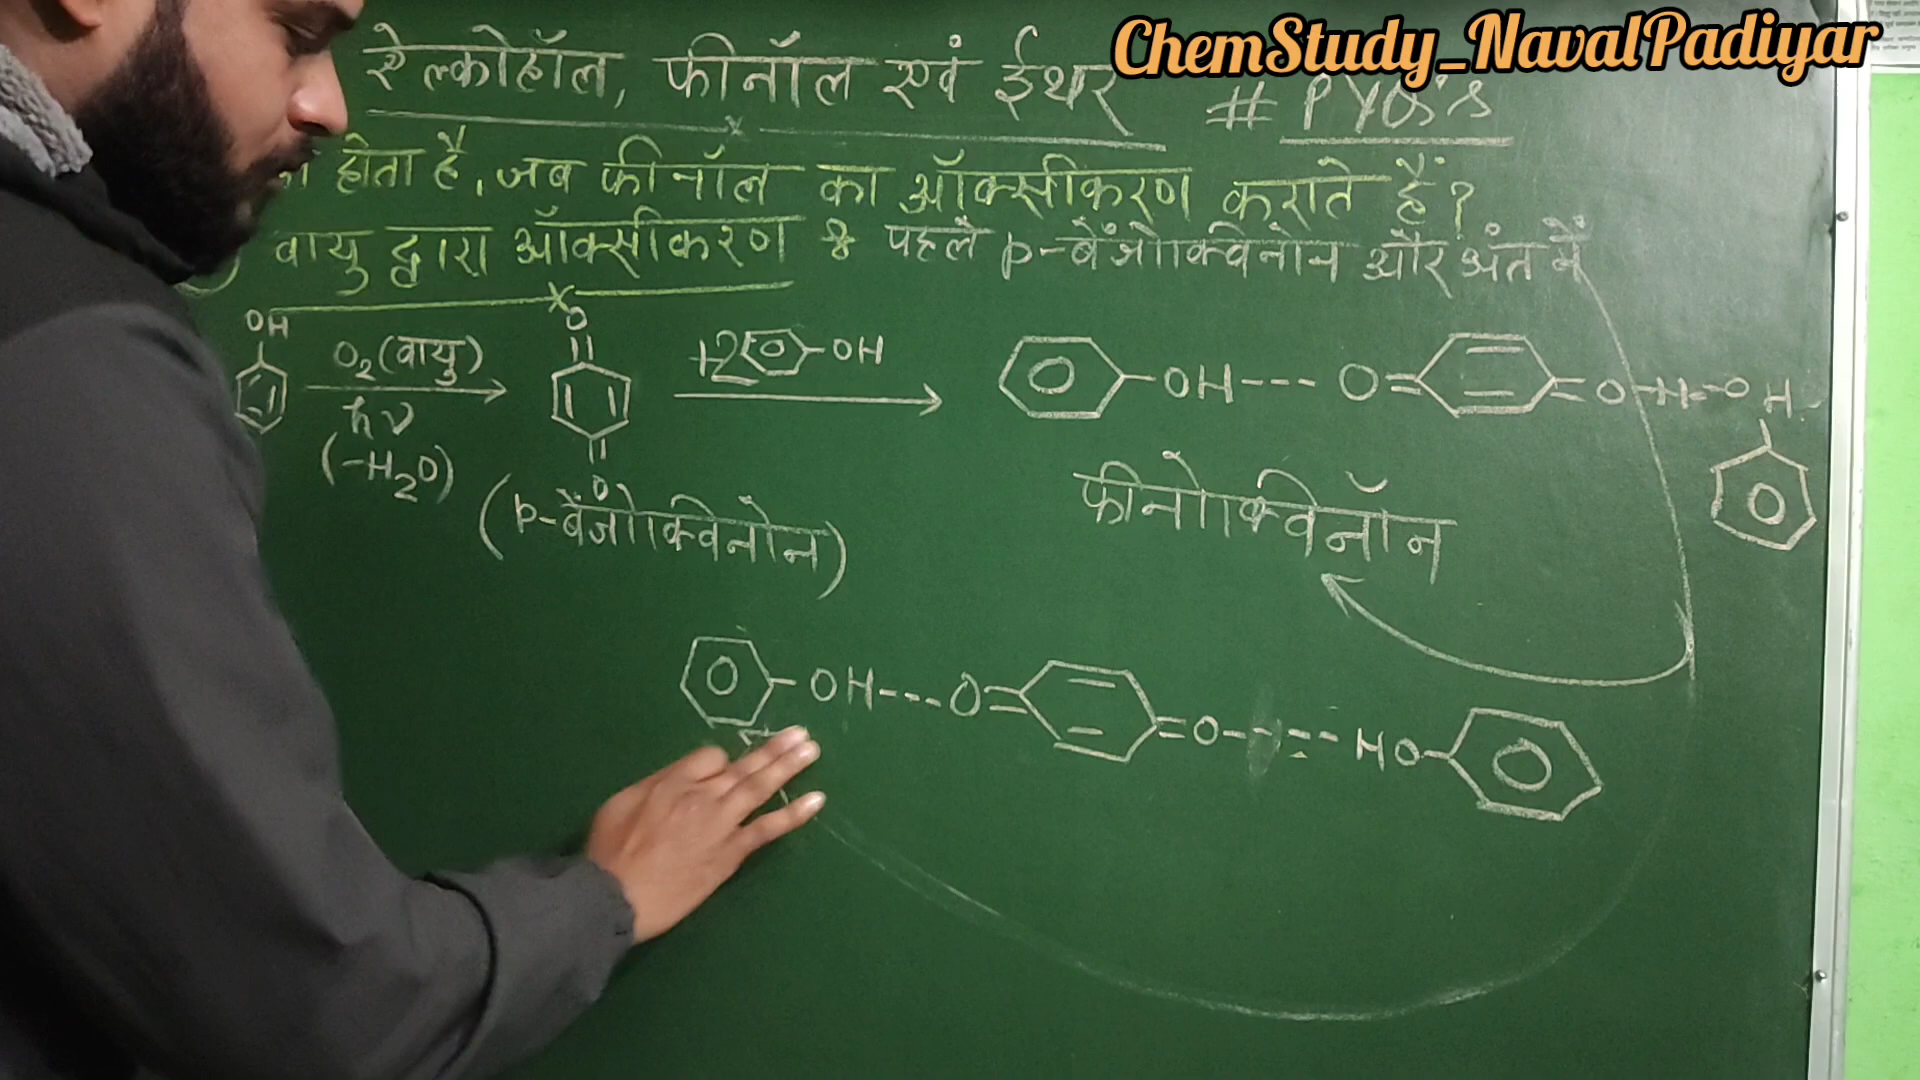 ChemStudy_NavalPadiyar
ऐल्कोहॉल, फीनॉल एवं ईथर # PYQ's
होता है, जब फीनॉल का ऑक्सीकरण कराते हैं?
वायु द्वारा ऑक्सीकरण :- पहले p-बेंजोक्विनोन और अंत में
OH
O₂(वायु)
hν
(-H₂O)
O
O
(p-बेंजोक्विनोन)
+2 -OH
OH--- O= =O-H-OH
फीनोक्विनॉन
OH--- O= =O----- HO